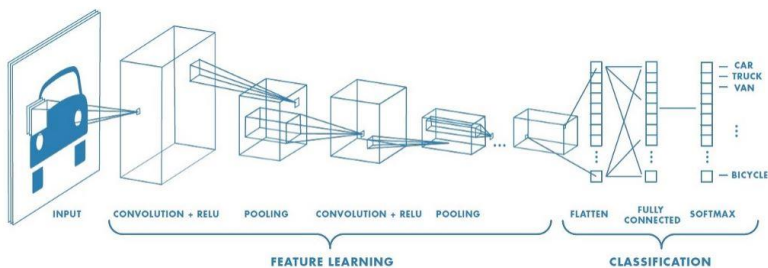 CAR
TRUCK
VAN
BICYCLE
INPUT
CONVOLUTION + RELU
POOLING
CONVOLUTION + RELU
POOLING
FLATTEN
FULLY
CONNECTED
SOFTMAX
FEATURE LEARNING
CLASSIFICATION